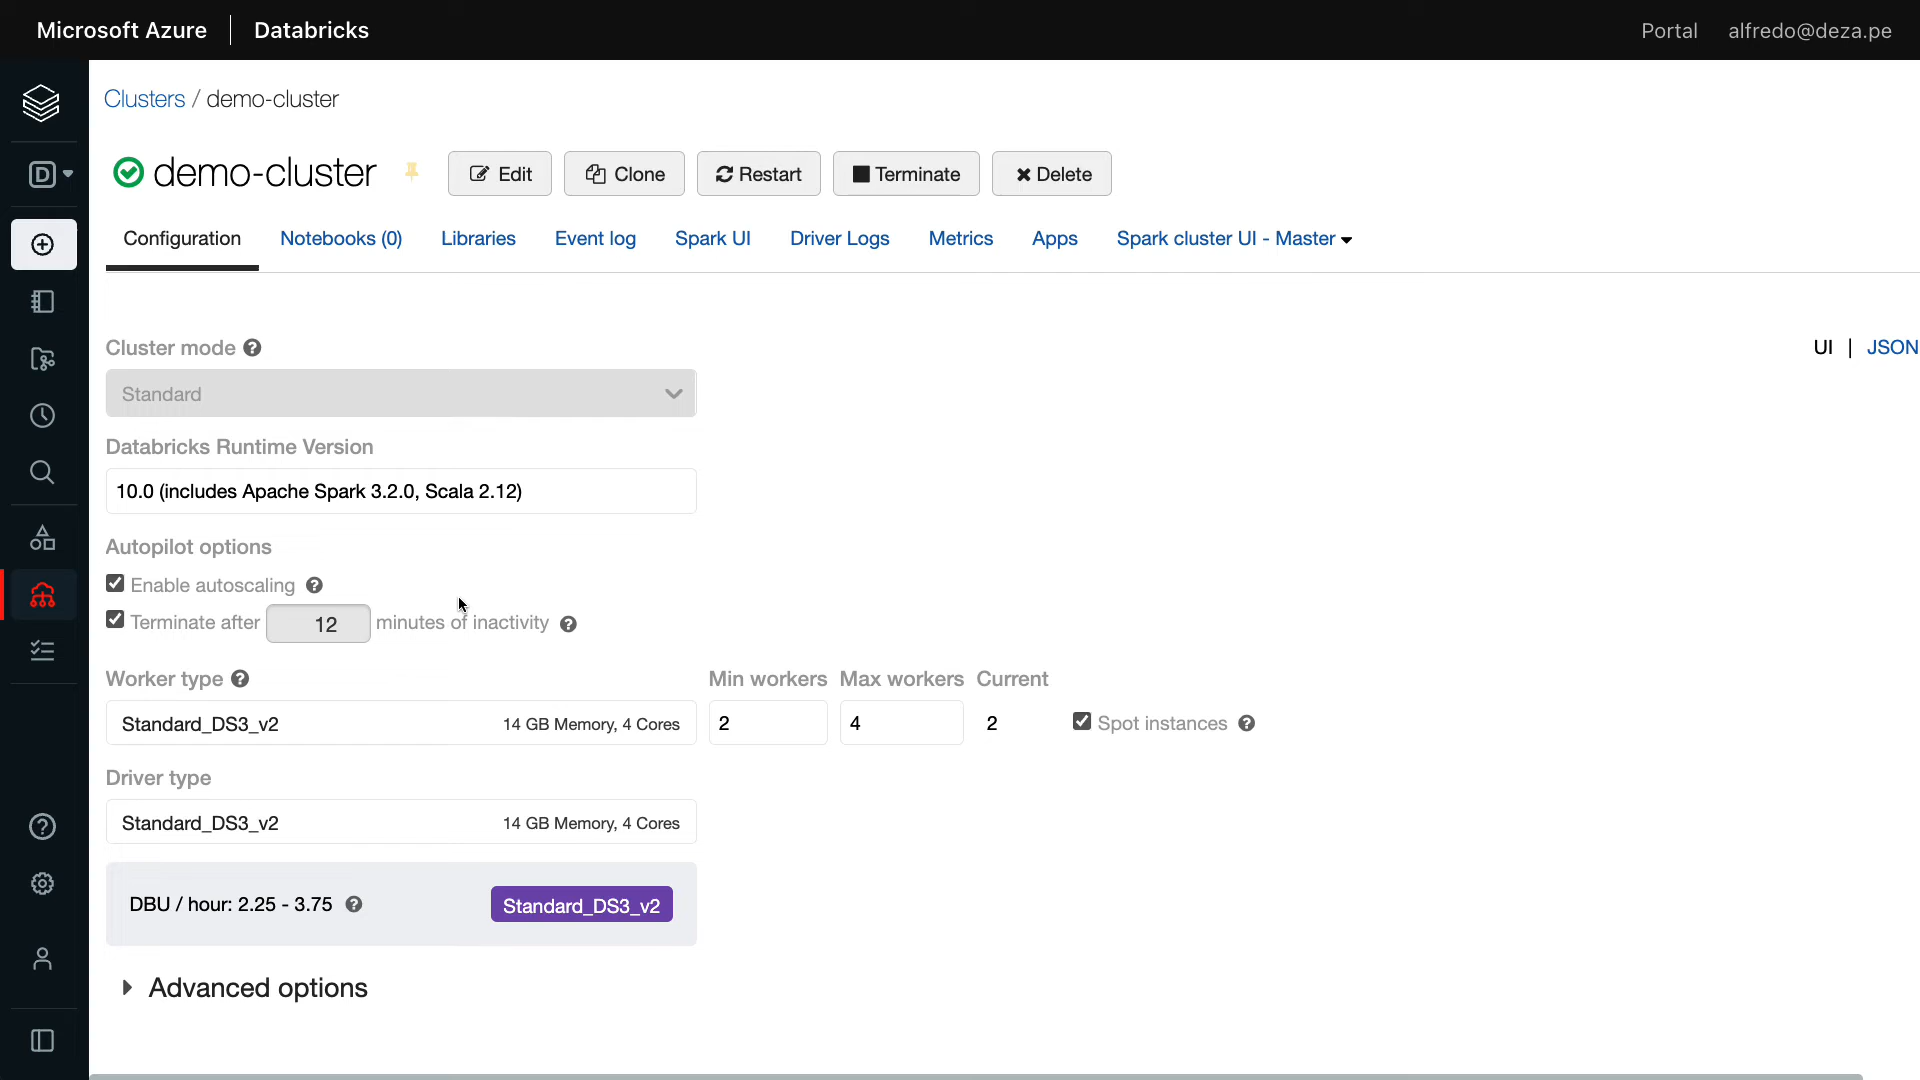 Microsoft Azure | Databricks
Portal alfredo@deza.pe
Clusters / demo-cluster
D
demo-cluster Edit Clone Restart Terminate Delete
Configuration Notebooks (0) Libraries Event log Spark UI Driver Logs Metrics Apps Spark cluster UI - Master
Cluster mode ?
UI | JSON
Standard
Databricks Runtime Version
10.0 (includes Apache Spark 3.2.0, Scala 2.12)
Autopilot options
Enable autoscaling ?
Terminate after 12 minutes of inactivity ?
Worker type ? Min workers Max workers Current
Standard_DS3_v2 14 GB Memory, 4 Cores 2 4 2 Spot instances ?
Driver type
Standard_DS3_v2 14 GB Memory, 4 Cores
DBU / hour: 2.25 - 3.75 ? Standard_DS3_v2
Advanced options